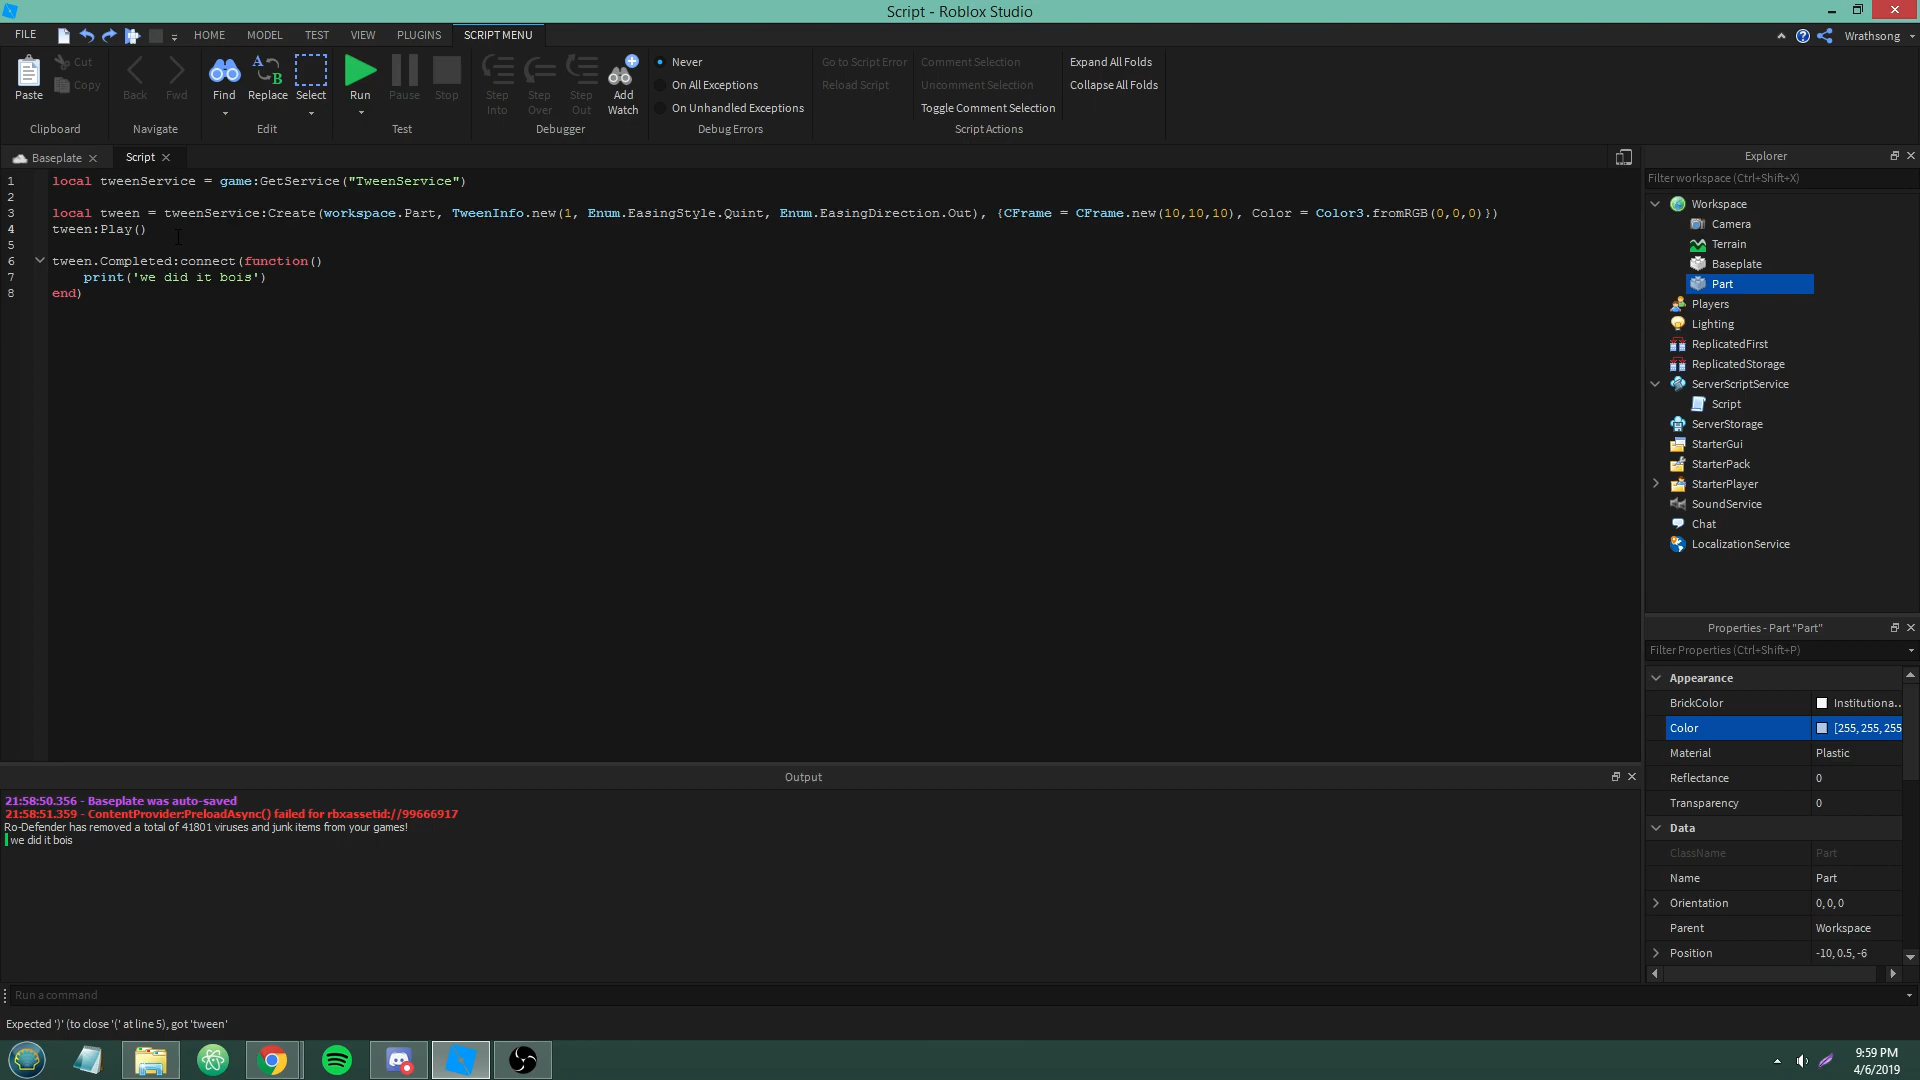 Script - Roblox Studio
FILE HOME MODEL TEST VIEW PLUGINS SCRIPT MENU Wrathsong
Paste Cut Copy Back Fwd Find Replace Select Run Pause Stop Step Into Step Over Step Out Add Watch
Never
On All Exceptions
On Unhandled Exceptions
Go to Script Error
Reload Script
Comment Selection
Uncomment Selection
Toggle Comment Selection
Expand All Folds
Collapse All Folds
Clipboard Navigate Edit Test Debugger Debug Errors Script Actions
Baseplate Script
1 local tweenService = game:GetService("TweenService")
2
3 local tween = tweenService:Create(workspace.Part, TweenInfo.new(1, Enum.EasingStyle.Quint, Enum.EasingDirection.Out), {CFrame = CFrame.new(10,10,10), Color = Color3.fromRGB(0,0,0)})
4 tween:Play()
5
6 tween.Completed:connect(function()
7 print('we did it bois')
8 end)
Explorer
Filter workspace (Ctrl+Shift+X)
Workspace
Camera
Terrain
Baseplate
Part
Players
Lighting
ReplicatedFirst
ReplicatedStorage
ServerScriptService
Script
ServerStorage
StarterGui
StarterPack
StarterPlayer
SoundService
Chat
LocalizationService
Properties - Part "Part"
Filter Properties (Ctrl+Shift+P)
Appearance
BrickColor Institutiona...
Color [255, 255, 255
Material Plastic
Reflectance 0
Transparency 0
Data
ClassName Part
Name Part
Orientation 0, 0, 0
Parent Workspace
Position -10, 0.5, -6
Output
21:58:50.356 - Baseplate was auto-saved
21:58:51.359 - ContentProvider:PreloadAsync() failed for rbxassetid://99666917
Ro-Defender has removed a total of 41801 viruses and junk items from your games!
we did it bois
Run a command
Expected ')' (to close '(' at line 5), got 'tween'
9:59 PM
4/6/2019